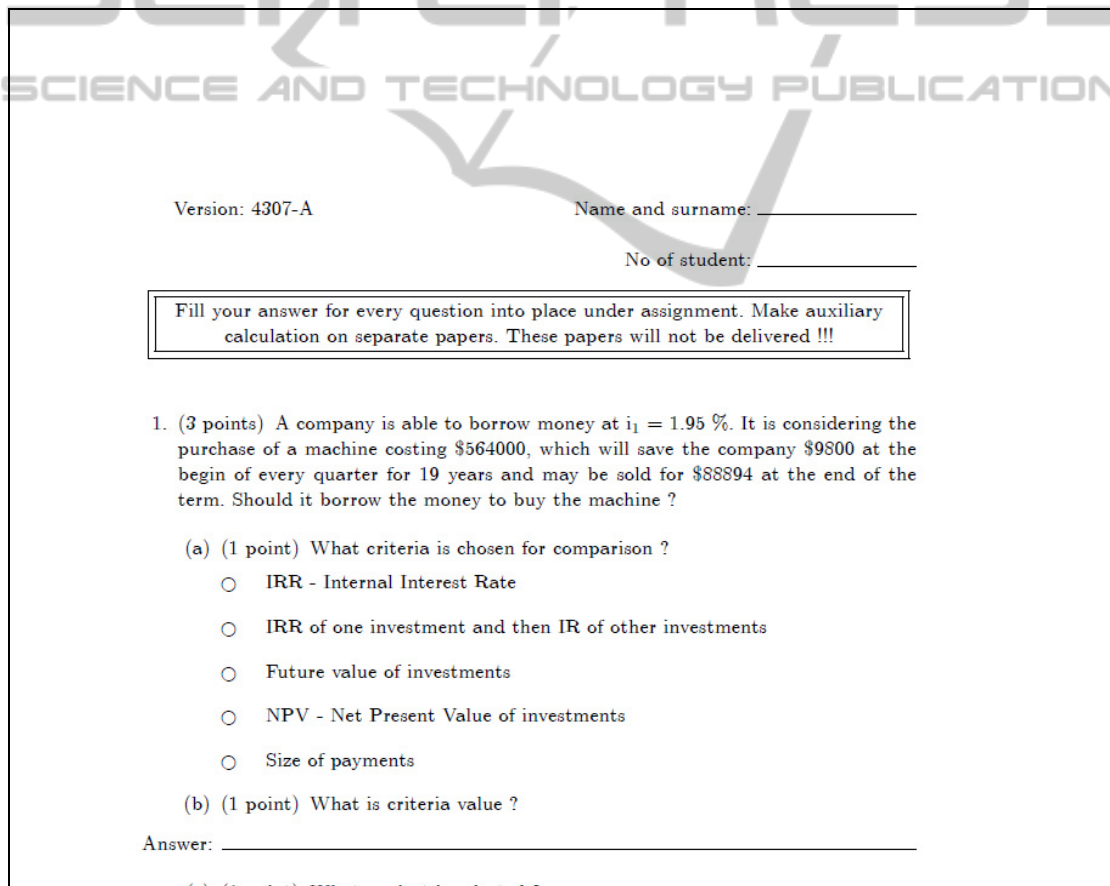 SCIENCE AND TECHNOLOGY PUBLICATION
Version: 4307-A
Name and surname:
No of student:
Fill your answer for every question into place under assignment. Make auxiliary
calculation on separate papers. These papers will not be delivered !!!
1. (3 points) A company is able to borrow money at i₁ = 1.95 %. It is considering the
purchase of a machine costing $564000, which will save the company $9800 at the
begin of every quarter for 19 years and may be sold for $88894 at the end of the
term. Should it borrow the money to buy the machine ?
(a) (1 point) What criteria is chosen for comparison ?
IRR - Internal Interest Rate
IRR of one investment and then IR of other investments
Future value of investments
NPV - Net Present Value of investments
Size of payments
(b) (1 point) What is criteria value ?
Answer: